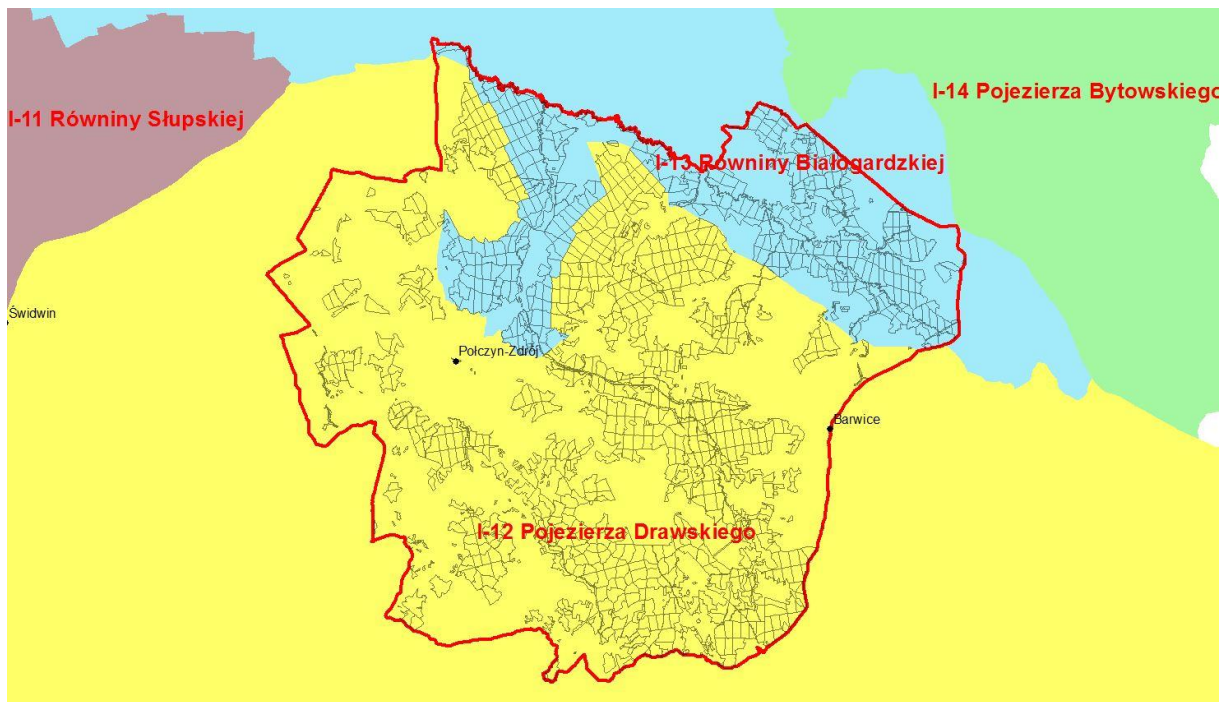 I-14 Pojezierza Bytowskiego
I-11 Równiny Słupskiej
I-13 Równiny Białogardzkiej
Świdwin
Połczyn-Zdrój
Barwice
I-12 Pojezierza Drawskiego